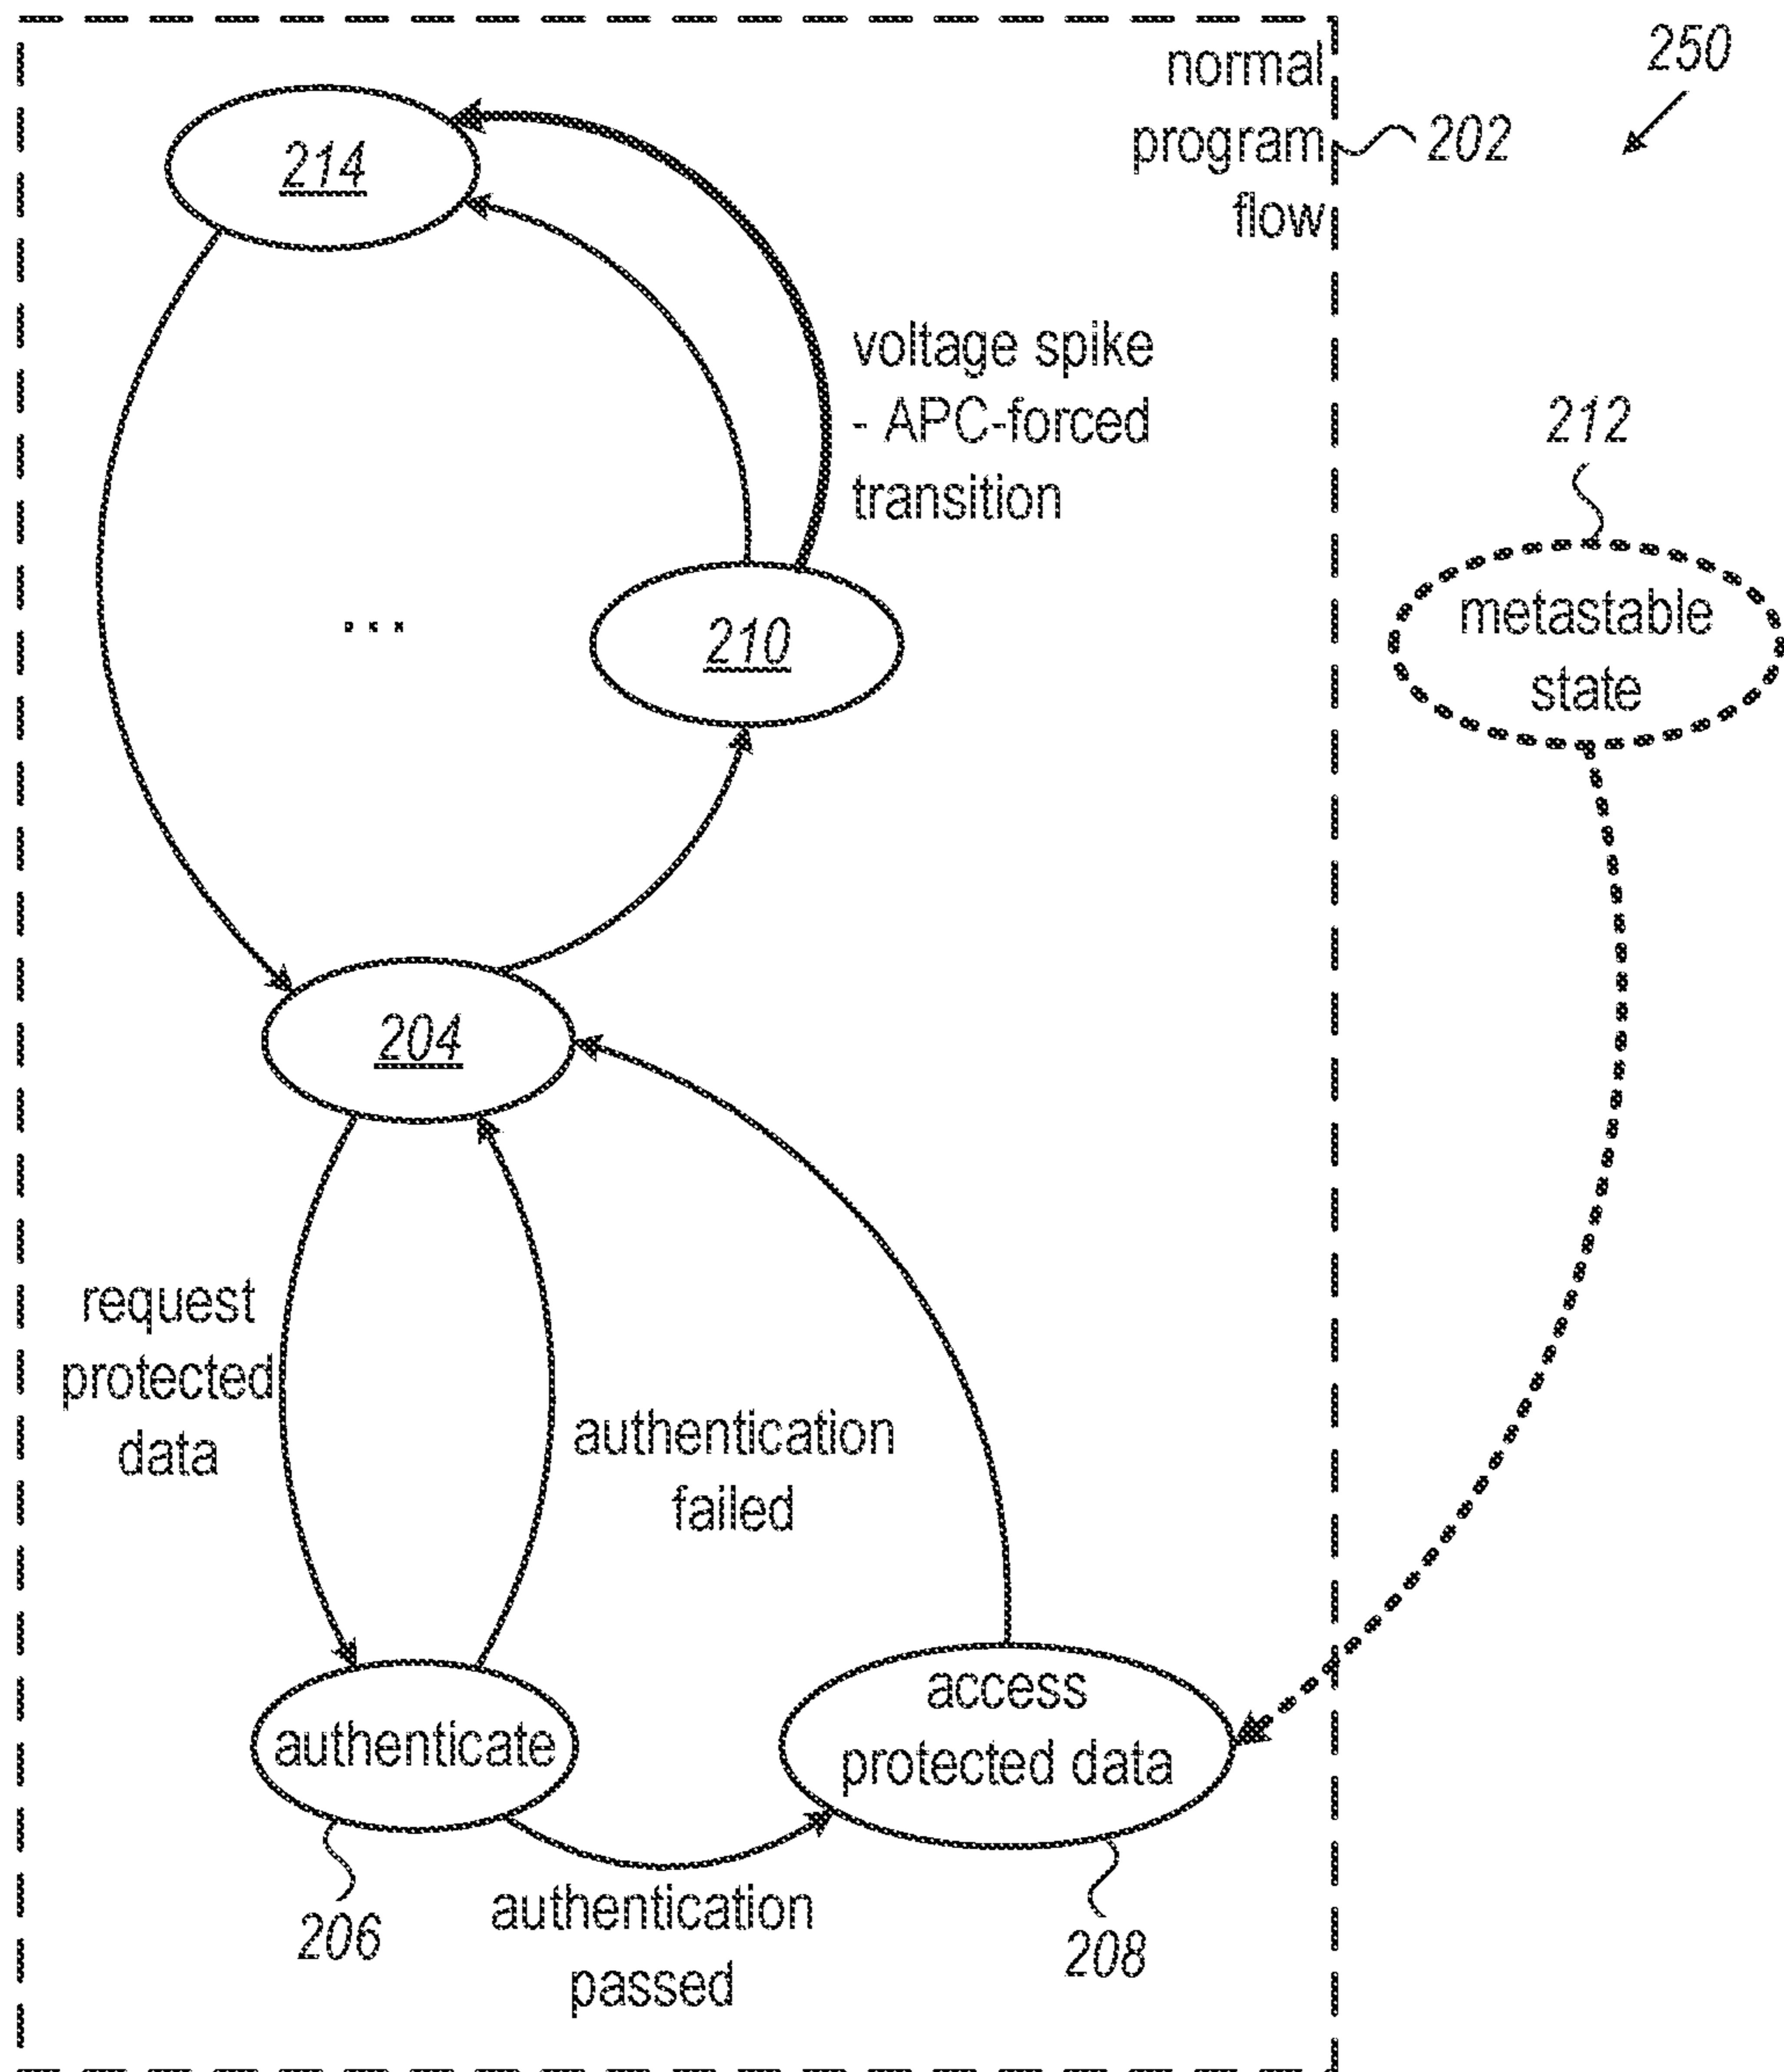 250
normal
program
flow
202
214
voltage spike
- APC-forced
transition
212
metastable
state
...
210
204
request
protected
data
authentication
failed
authenticate
access
protected data
206
authentication
passed
208